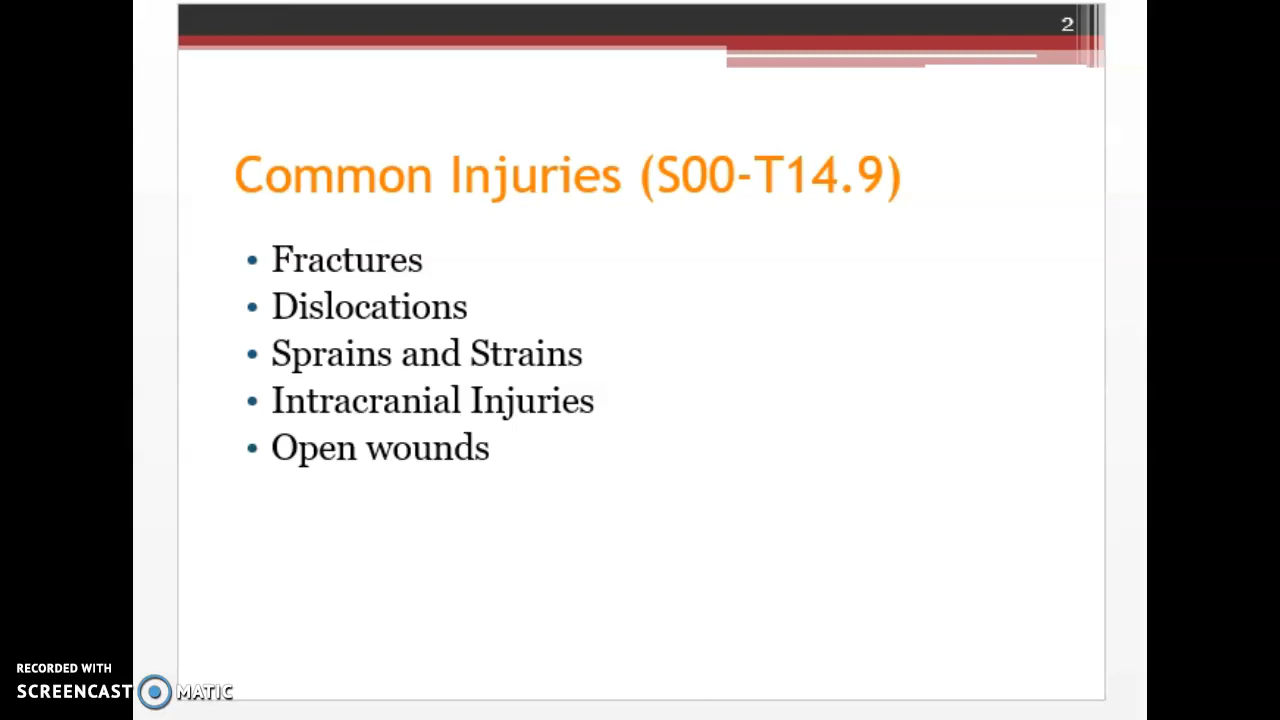 2
Common Injuries (S00-T14.9)
• Fractures
• Dislocations
• Sprains and Strains
• Intracranial Injuries
• Open wounds
RECORDED WITH
SCREENCAST MATIC